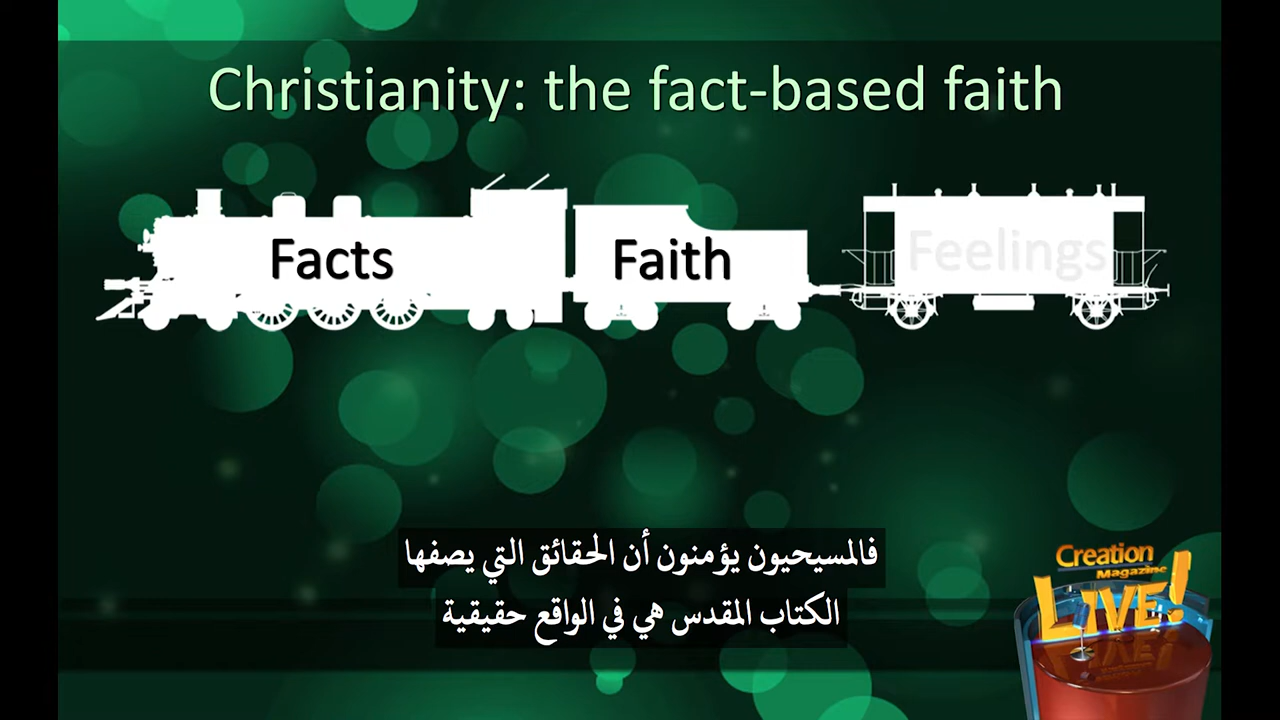 Christianity: the fact-based faith
Facts
Faith
Feelings
فالمسيحيون يؤمنون أن الحقائق التي يصفها
الكتاب المقدس هي في الواقع حقيقية
Creation
Magazine
LIVE!